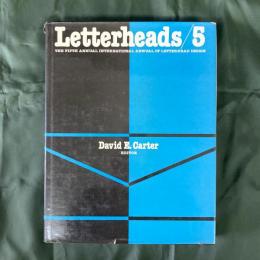 Letterheads/5
THE FIFTH ANNUAL INTERNATIONAL ANNUAL OF LETTERHEAD DESIGN
David E. Carter
EDITOR